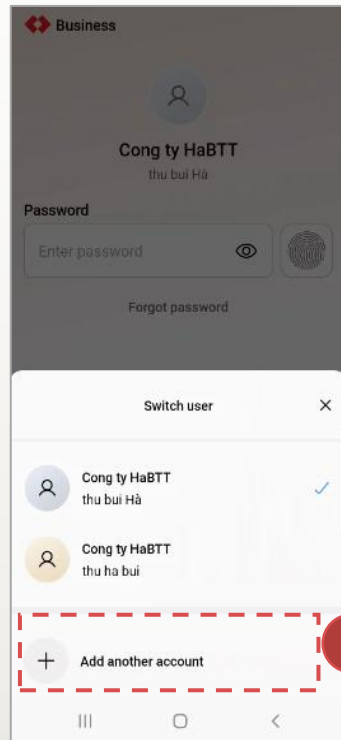 Business
Cong ty HaBTT
thu bui Hà
Password
Enter password
Forgot password
Switch user
Cong ty HaBTT
thu bui Hà
Cong ty HaBTT
thu ha bui
Add another account